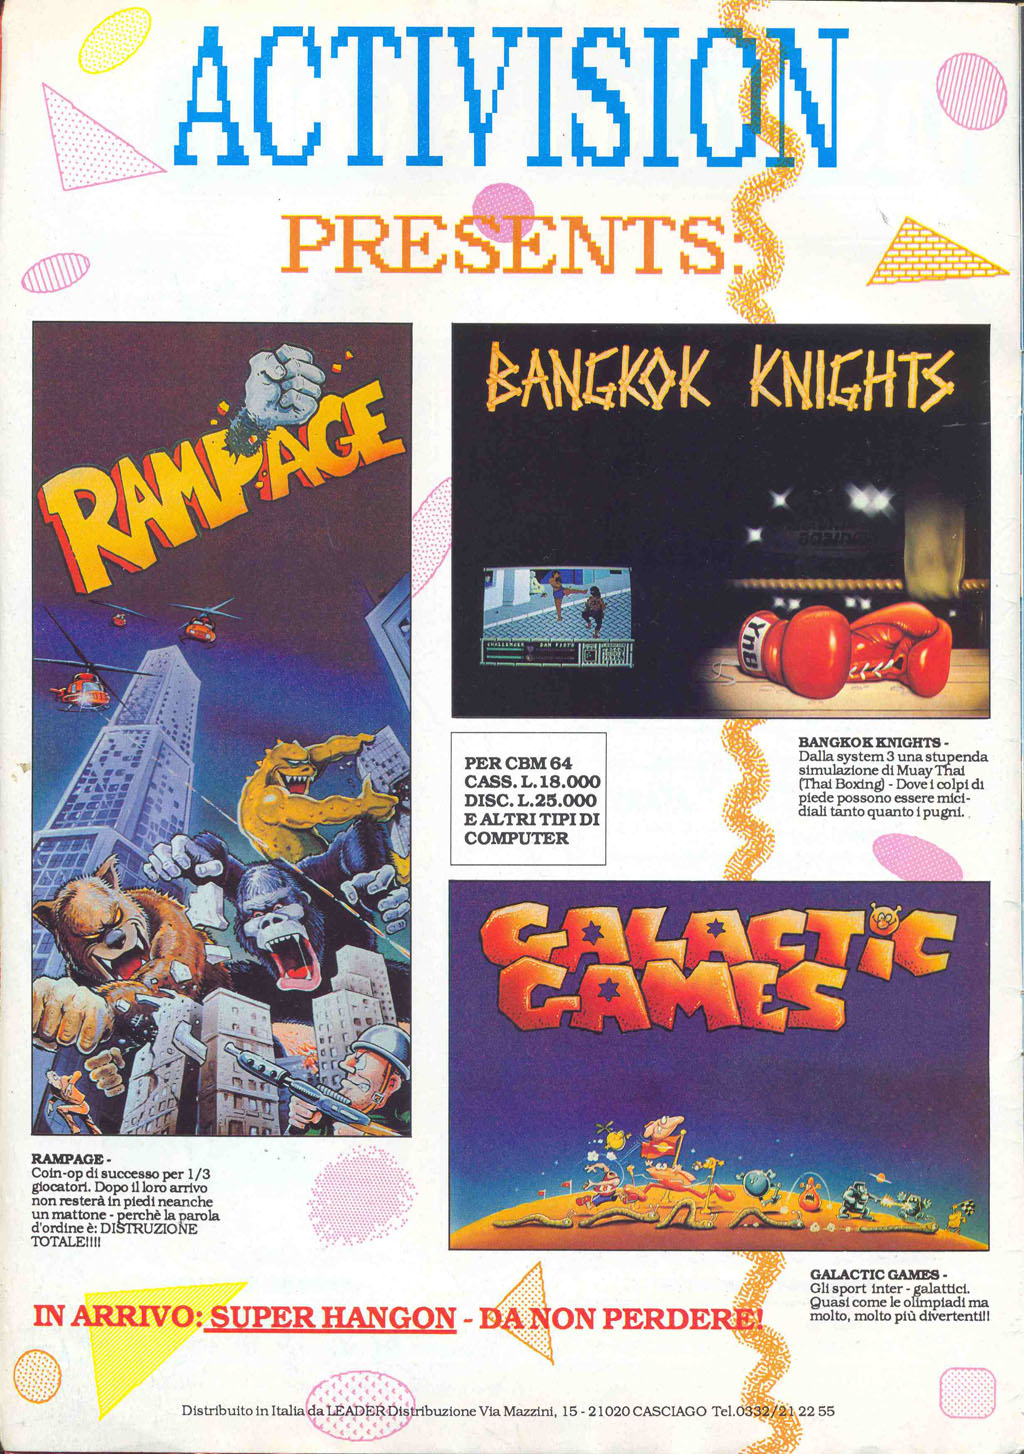 ACTIVISION
PRESENTS:
RAMPAGE
BANGKOK KNIGHTS
CHALLENGER
PER CBM 64
CASS. L. 18.000
DISC. L. 25.000
E ALTRI TIPI DI
COMPUTER
BANGKOK KNIGHTS -
Dalla system 3 una stupenda
simulazione di Muay Thai
(Thai Boxing) - Dove i colpi di
piede possono essere mici-
diali tanto quanto i pugni.
GALACTIC
GAMES
RAMPAGE -
Coin-op di successo per 1/3
giocatori. Dopo il loro arrivo
non resterà in piedi neanche
un mattone - perchè la parola
d'ordine è: DISTRUZIONE
TOTALE!!!!
GALACTIC GAMES -
Gli sport inter - galattici.
Quasi come le olimpiadi ma
molto, molto più divertenti!!
IN ARRIVO: SUPER HANGON - DA NON PERDERE!
Distribuito in Italia da LEADER Distribuzione Via Mazzini, 15 - 21020 CASCIAGO Tel.0332/21 22 55